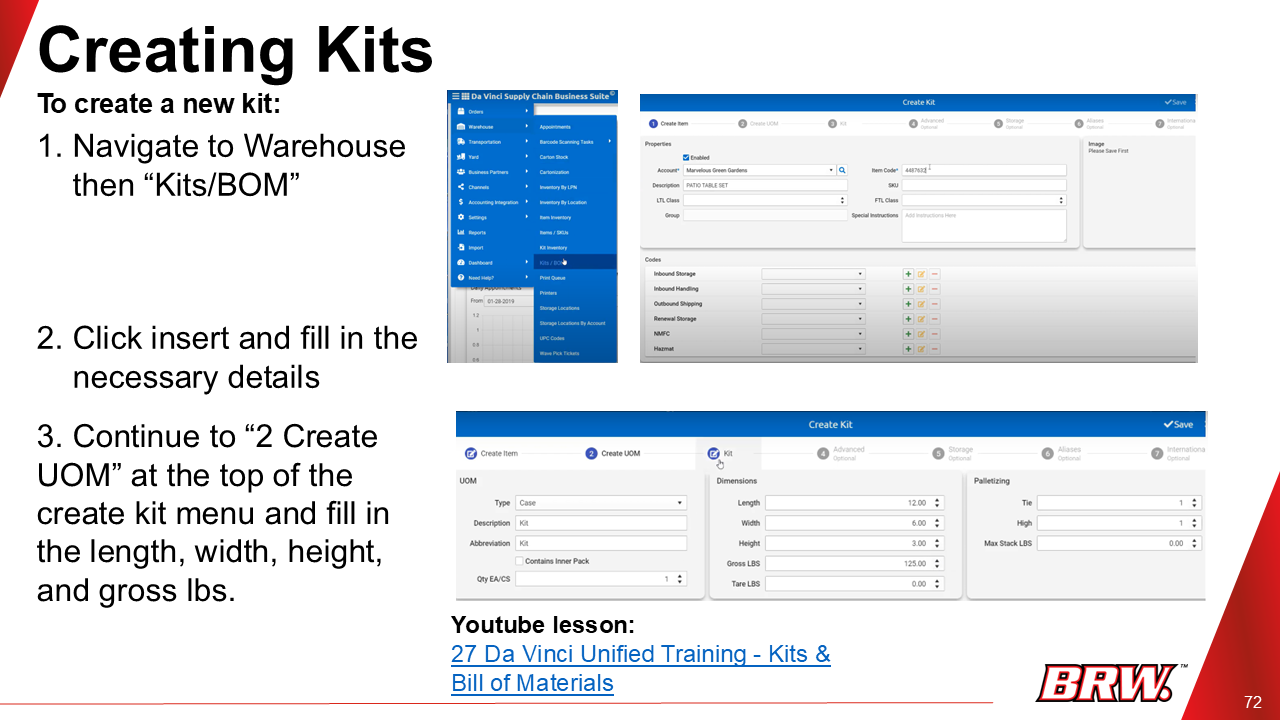 Creating Kits
To create a new kit:
1. Navigate to Warehouse
then “Kits/BOM”
2. Click insert and fill in the
necessary details
3. Continue to “2 Create
UOM” at the top of the
create kit menu and fill in
the length, width, height,
and gross lbs.
Da Vinci Supply Chain Business Suite©
Orders
Warehouse
Transportation
Yard
Business Partners
Channels
Accounting Integration
Settings
Reports
Import
Dashboard
Need Help?
Appointments
Barcode Scanning Tasks
Carton Stock
Cartonization
Inventory By LPN
Inventory By Location
Item Inventory
Items / SKUs
Kit Inventory
Kits / BOM
Print Queue
Printers
Storage Locations
Storage Locations By Account
UPC Codes
Wave Pick Tickets
Daily Appointments
From 01-28-2019
1.2
1
0.8
0.6
Create Kit
Save
1 Create Item
2 Create UOM
3 Kit
4 Advanced
Optional
5 Storage
Optional
6 Aliases
Optional
7 Internationa
Optional
Properties
Enabled
Account* Marvelous Green Gardens
Item Code* 4487632
Description PATIO TABLE SET
SKU
LTL Class
FTL Class
Group
Special Instructions Add Instructions Here
Image
Please Save First
Codes
Inbound Storage
Inbound Handling
Outbound Shipping
Renewal Storage
NMFC
Hazmat
Create Kit
Save
Create Item
2 Create UOM
Kit
4 Advanced
Optional
5 Storage
Optional
6 Aliases
Optional
7 Internationa
Optional
UOM
Type Case
Description Kit
Abbreviation Kit
Contains Inner Pack
Qty EA/CS 1
Dimensions
Length 12.00
Width 6.00
Height 3.00
Gross LBS 125.00
Tare LBS 0.00
Palletizing
Tie 1
High 1
Max Stack LBS 0.00
Youtube lesson:
27 Da Vinci Unified Training - Kits &
Bill of Materials
BRW.™
72